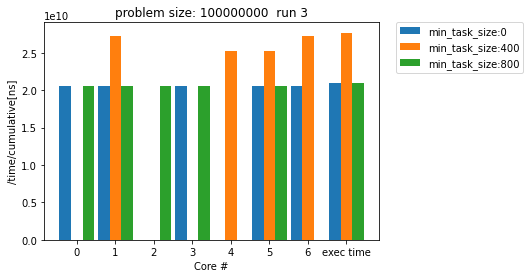 problem size: 100000000  run 3
1e10
2.5
2.0
1.5
1.0
0.5
0.0
/time/cumulative[ns]
0 1 2 3 4 5 6 exec time
Core #
min_task_size:0
min_task_size:400
min_task_size:800